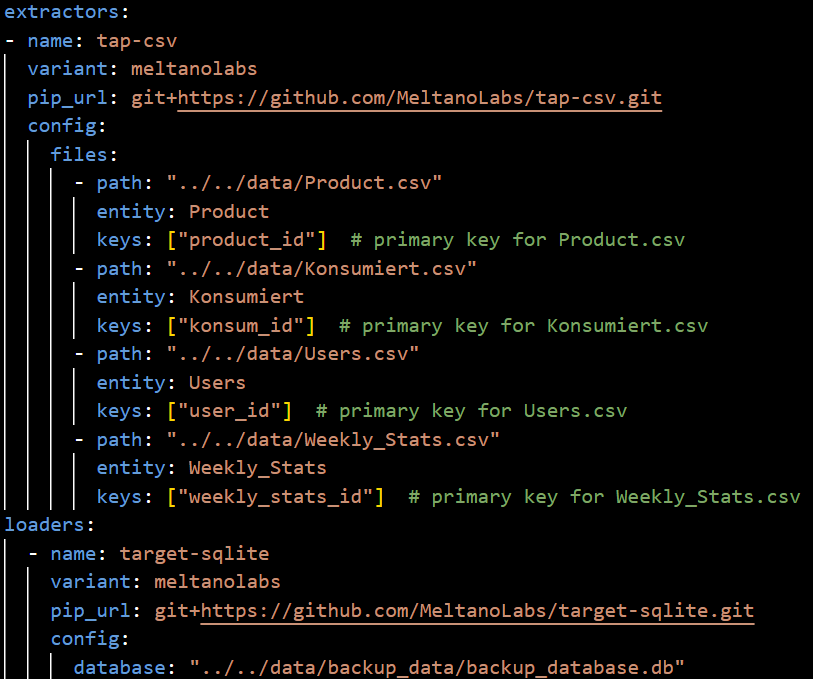 extractors:
- name: tap-csv
variant: meltanolabs
pip_url: git+https://github.com/MeltanoLabs/tap-csv.git
config:
files:
- path: "../../data/Product.csv"
entity: Product
keys: ["product_id"]  # primary key for Product.csv
- path: "../../data/Konsumiert.csv"
entity: Konsumiert
keys: ["konsum_id"]  # primary key for Konsumiert.csv
- path: "../../data/Users.csv"
entity: Users
keys: ["user_id"]  # primary key for Users.csv
- path: "../../data/Weekly_Stats.csv"
entity: Weekly_Stats
keys: ["weekly_stats_id"]  # primary key for Weekly_Stats.csv
loaders:
- name: target-sqlite
variant: meltanolabs
pip_url: git+https://github.com/MeltanoLabs/target-sqlite.git
config:
database: "../../data/backup_data/backup_database.db"